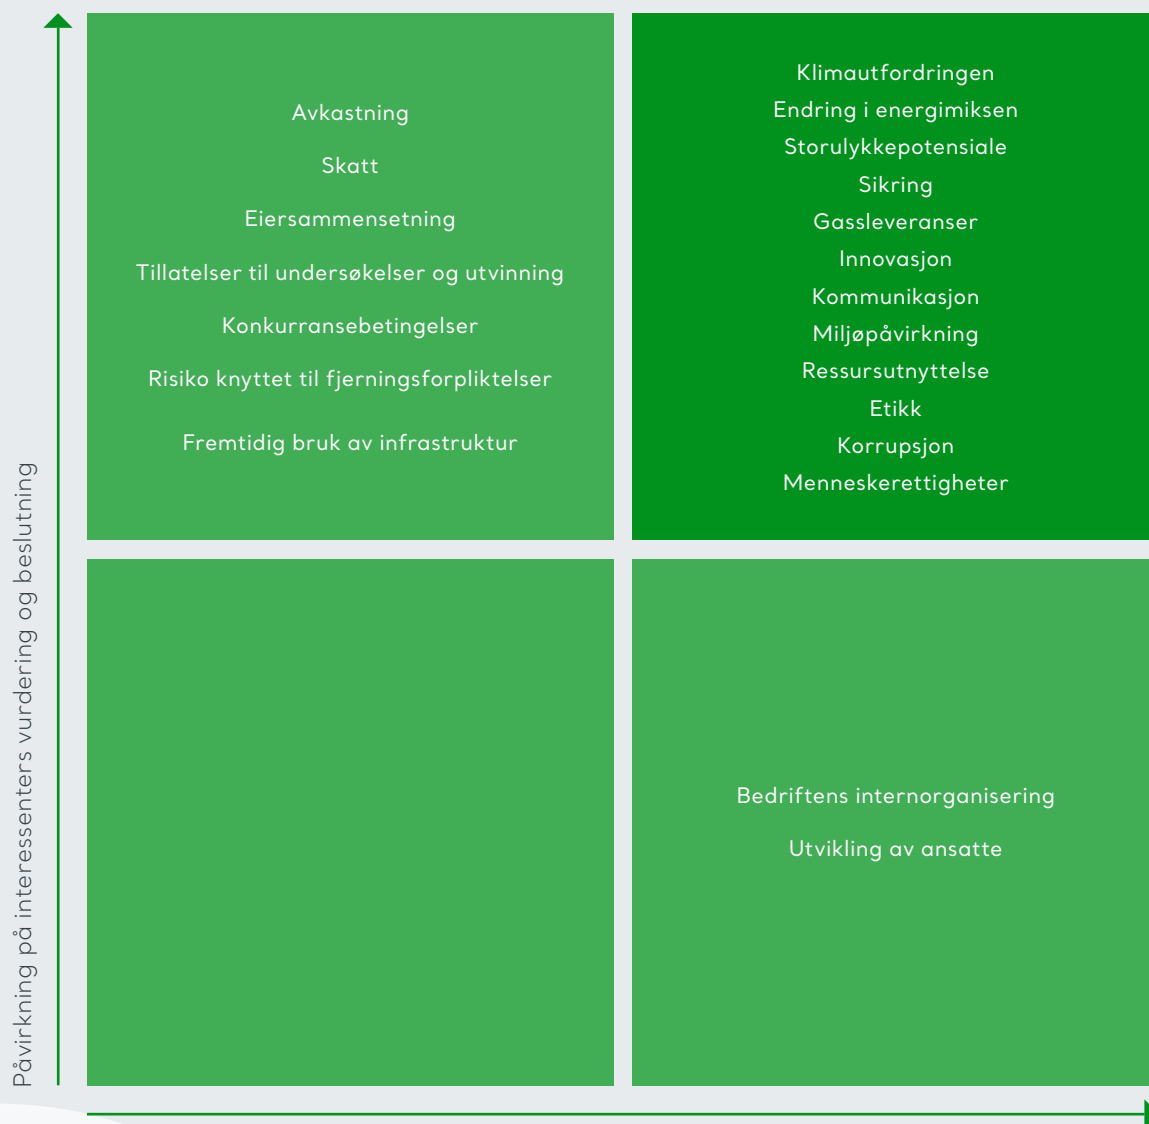 Avkastning
Skatt
Eiersammensetning
Tillatelser til undersøkelser og utvinning
Konkurransebetingelser
Risiko knyttet til fjerningsforpliktelser
Fremtidig bruk av infrastruktur
Klimautfordringen
Endring i energimiksen
Storulykkepotensiale
Sikring
Gassleveranser
Innovasjon
Kommunikasjon
Miljøpåvirkning
Ressursutnyttelse
Etikk
Korrupsjon
Menneskerettigheter
Påvirkning på interessenters vurdering og beslutning
Bedriftens internorganisering
Utvikling av ansatte